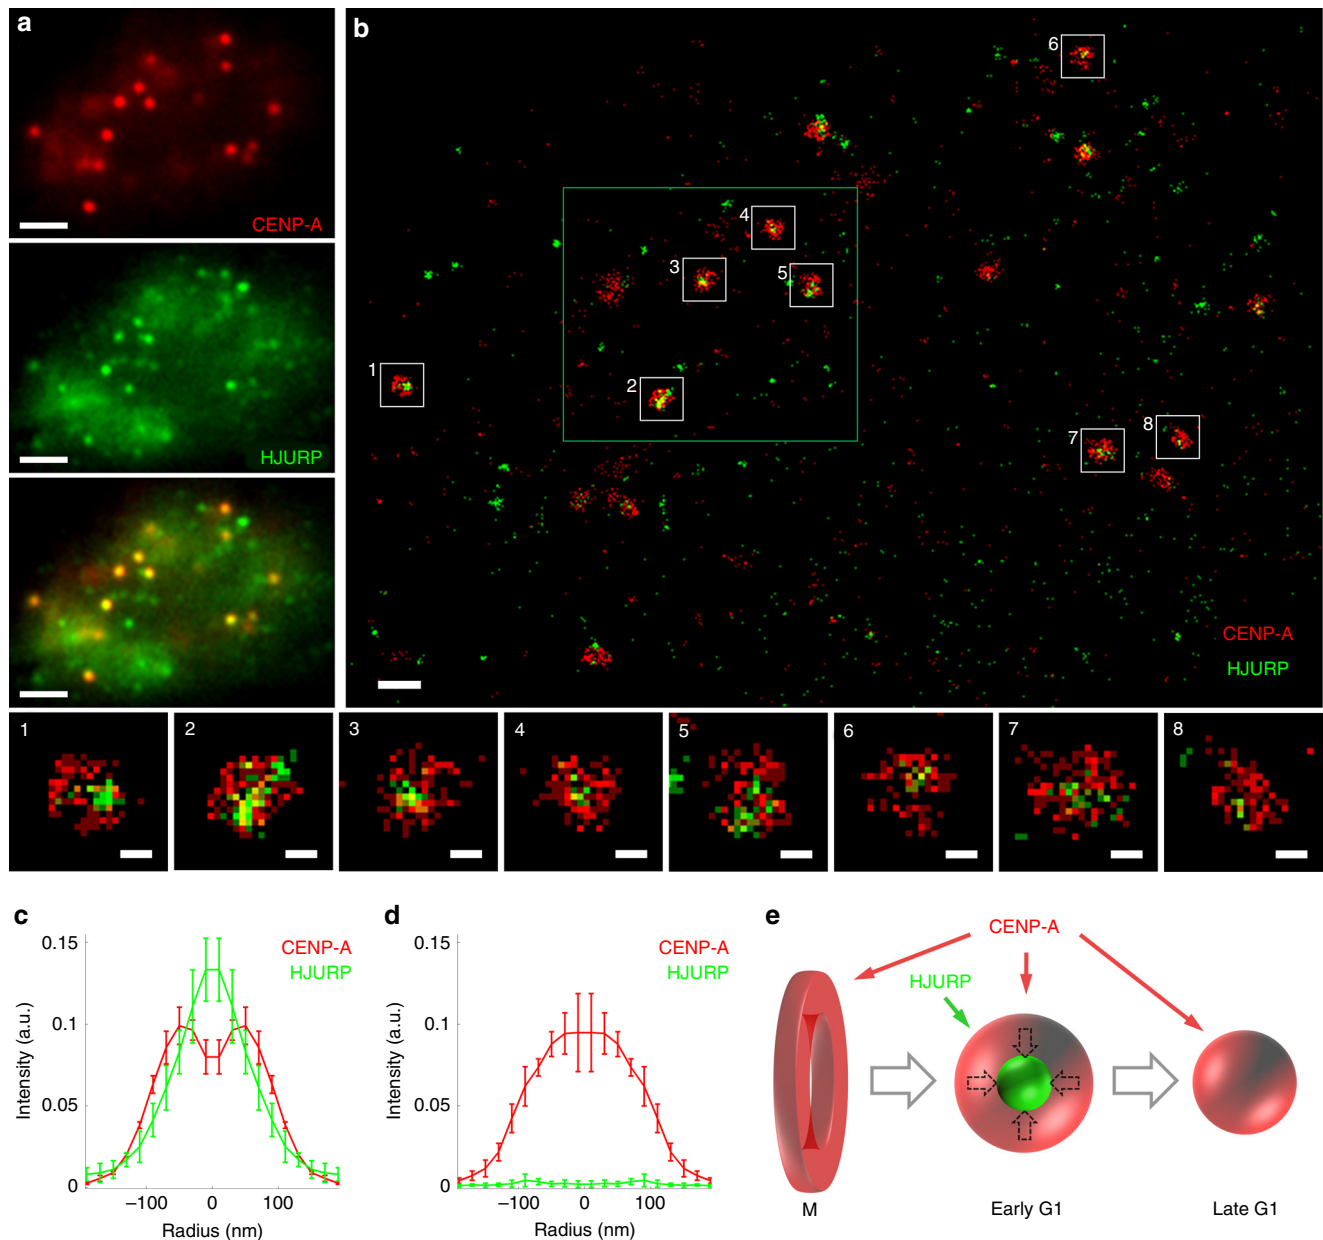 a
CENP-A
HJURP
b
1
2
3
4
5
6
7
8
CENP-A
HJURP
1
2
3
4
5
6
7
8
c
0.15
0.1
0.05
0
Intensity (a.u.)
CENP-A
HJURP
−100
0
100
Radius (nm)
d
0.15
0.1
0.05
0
Intensity (a.u.)
CENP-A
HJURP
−100
0
100
Radius (nm)
e
CENP-A
HJURP
M
Early G1
Late G1